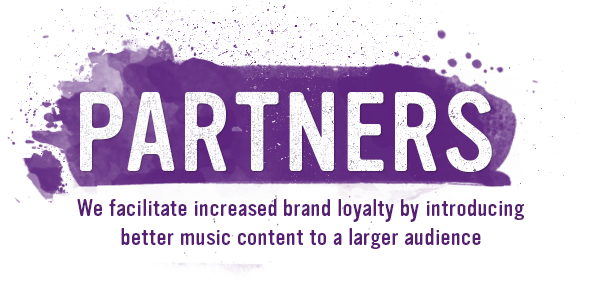 PARTNERS
We facilitate increased brand loyalty by introducing
better music content to a larger audience